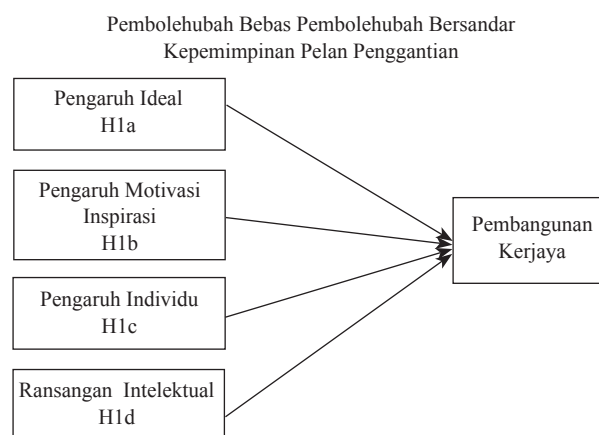 Pembolehubah Bebas Pembolehubah Bersandar
Kepemimpinan Pelan Penggantian
Pengaruh Ideal
H1a
Pengaruh Motivasi
Inspirasi
H1b
Pengaruh Individu
H1c
Ransangan Intelektual
H1d
Pembangunan
Kerjaya